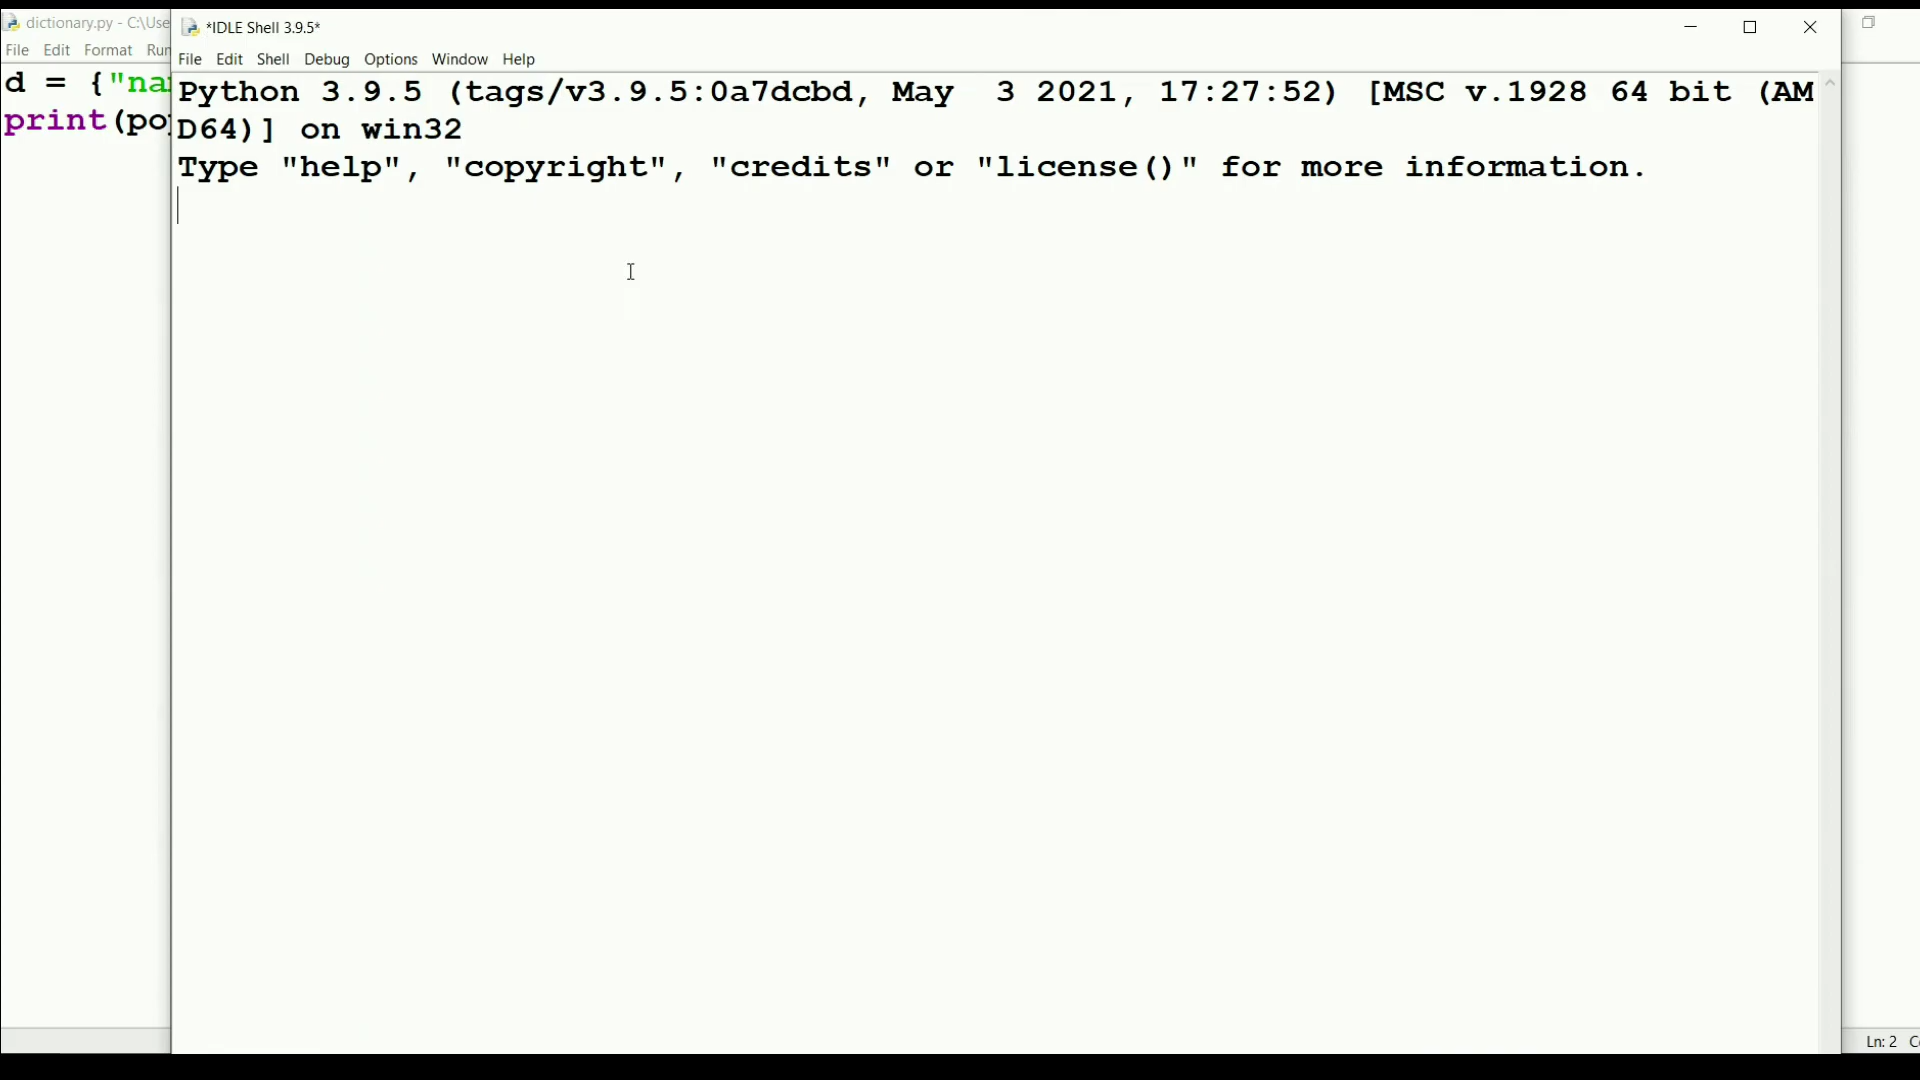 dictionary.py - C:\Use
File Edit Format Run
d = {"na
print(po
*IDLE Shell 3.9.5*
File Edit Shell Debug Options Window Help
Python 3.9.5 (tags/v3.9.5:0a7dcbd, May  3 2021, 17:27:52) [MSC v.1928 64 bit (AM
D64)] on win32
Type "help", "copyright", "credits" or "license()" for more information.
Ln: 2